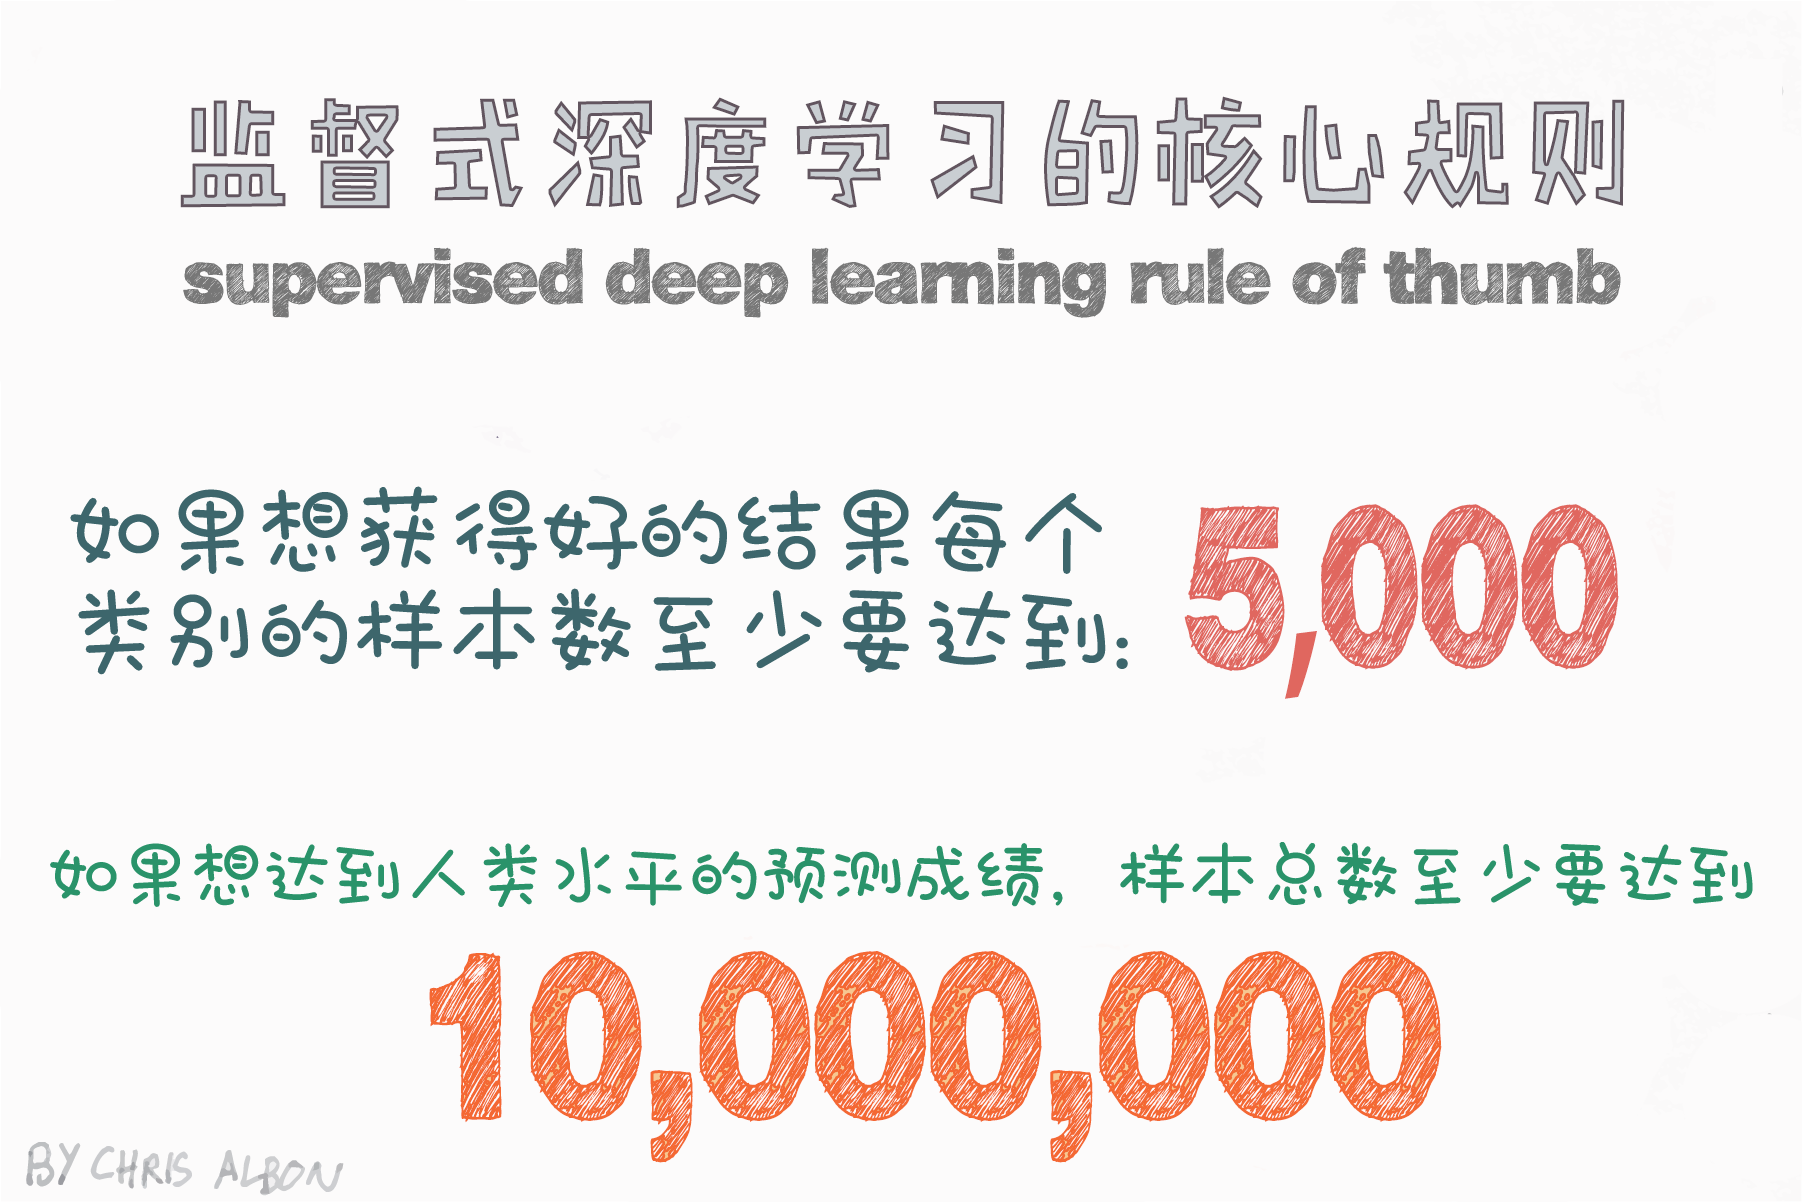 监督式深度学习的核心规则
supervised deep learning rule of thumb
如果想获得好的结果每个
类别的样本数至少要达到:
5,000
如果想达到人类水平的预测成绩, 样本总数至少要达到
10,000,000
BY CHRIS ALBON